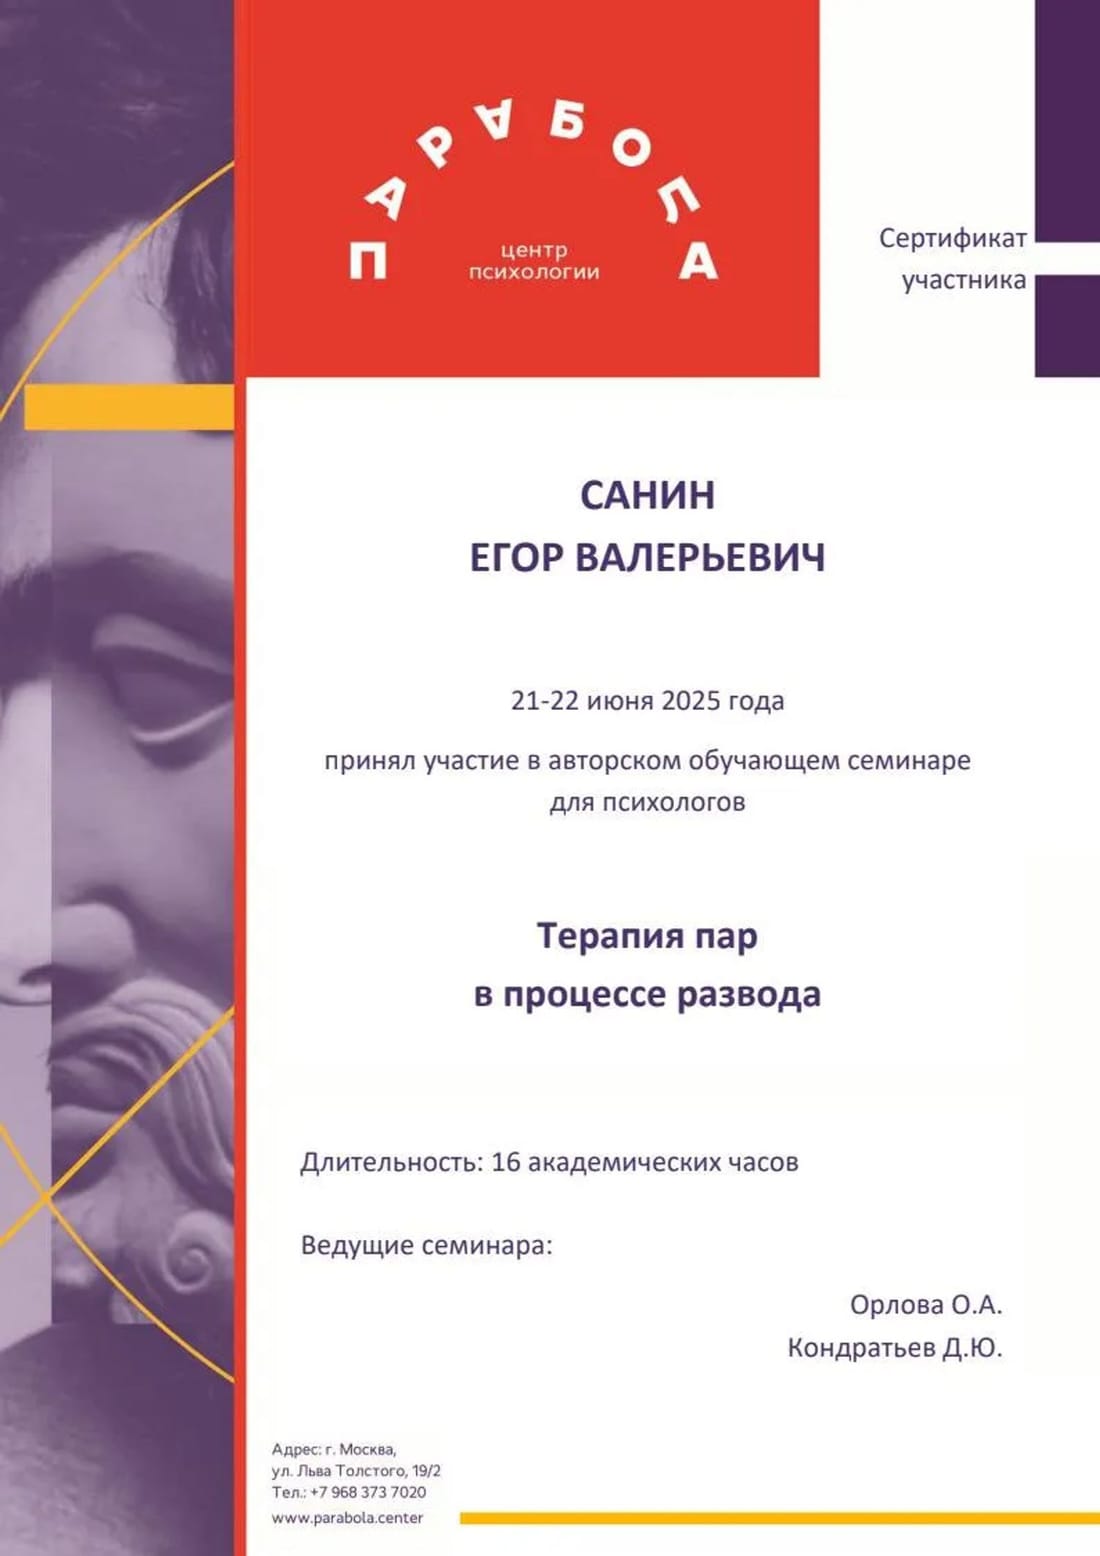 ПАРАБОЛА
центр
психологии
Сертификат
участника
САНИН
ЕГОР ВАЛЕРЬЕВИЧ
21-22 июня 2025 года
принял участие в авторском обучающем семинаре
для психологов
Терапия пар
в процессе развода
Длительность: 16 академических часов
Ведущие семинара:
Орлова О.А.
Кондратьев Д.Ю.
Адрес: г. Москва,
ул. Льва Толстого, 19/2
Тел.: +7 968 373 7020
www.parabola.center